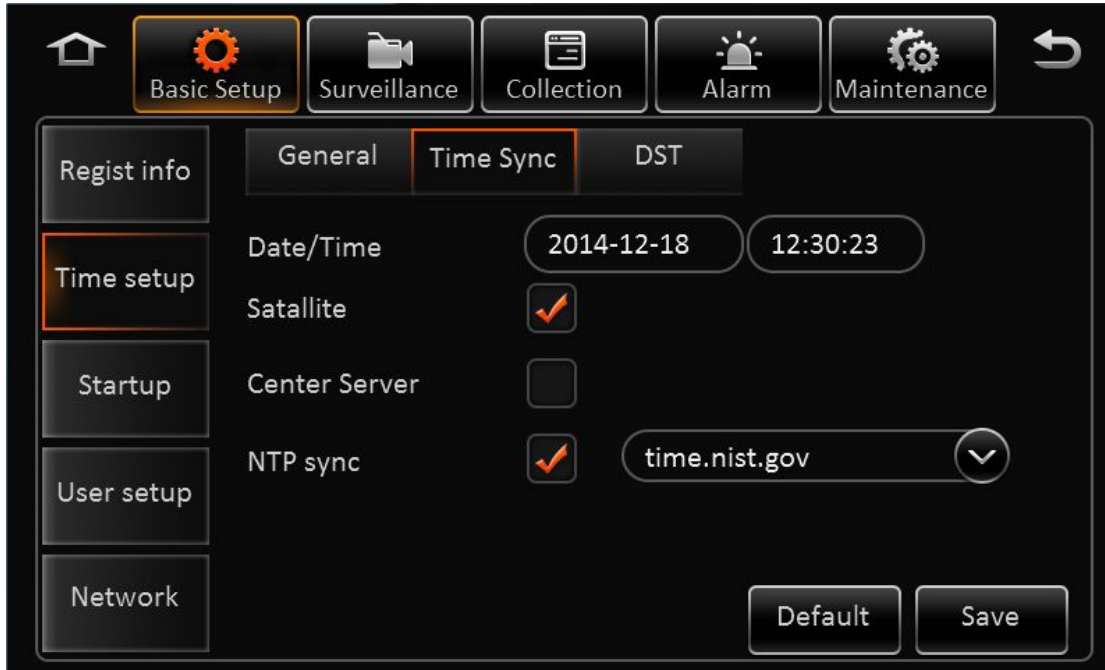 Basic Setup
Surveillance
Collection
Alarm
Maintenance
Regist info
Time setup
Startup
User setup
Network
General
Time Sync
DST
Date/Time
2014-12-18
12:30:23
Satallite
Center Server
NTP sync
time.nist.gov
Default
Save